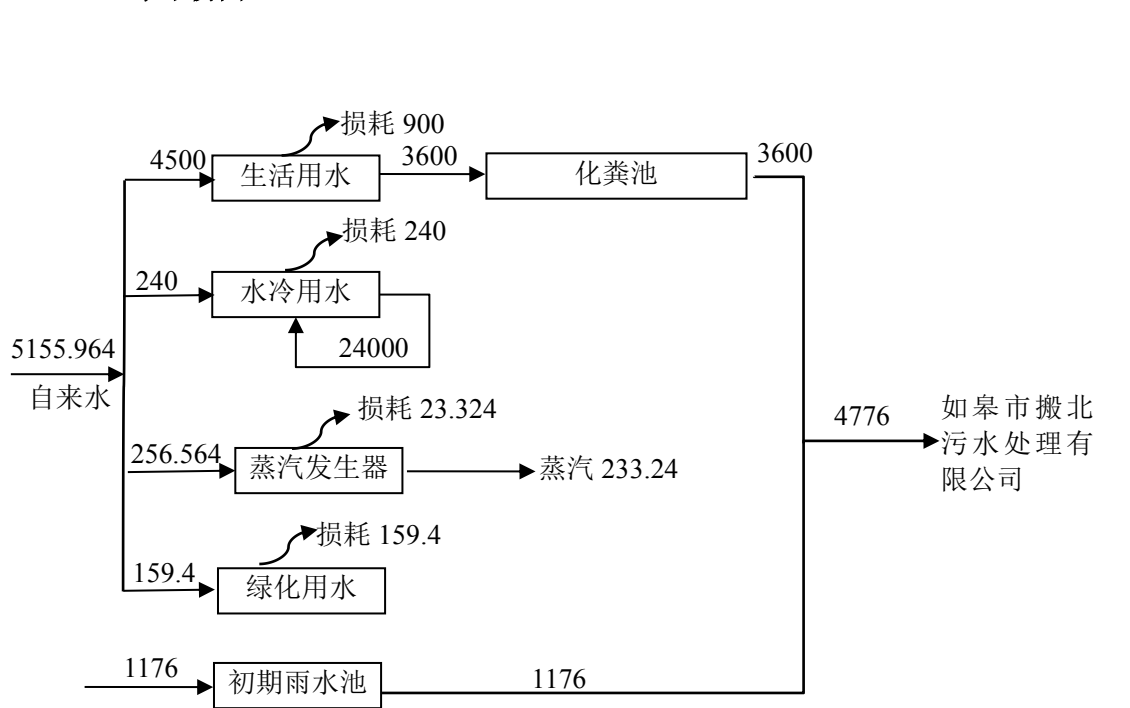 损耗 900
4500
生活用水
3600
化粪池
3600
损耗 240
240
水冷用水
24000
5155.964
自来水
损耗 23.324
256.564
蒸汽发生器
蒸汽 233.24
4776
如皋市搬北
污水处理有
限公司
损耗 159.4
159.4
绿化用水
1176
初期雨水池
1176